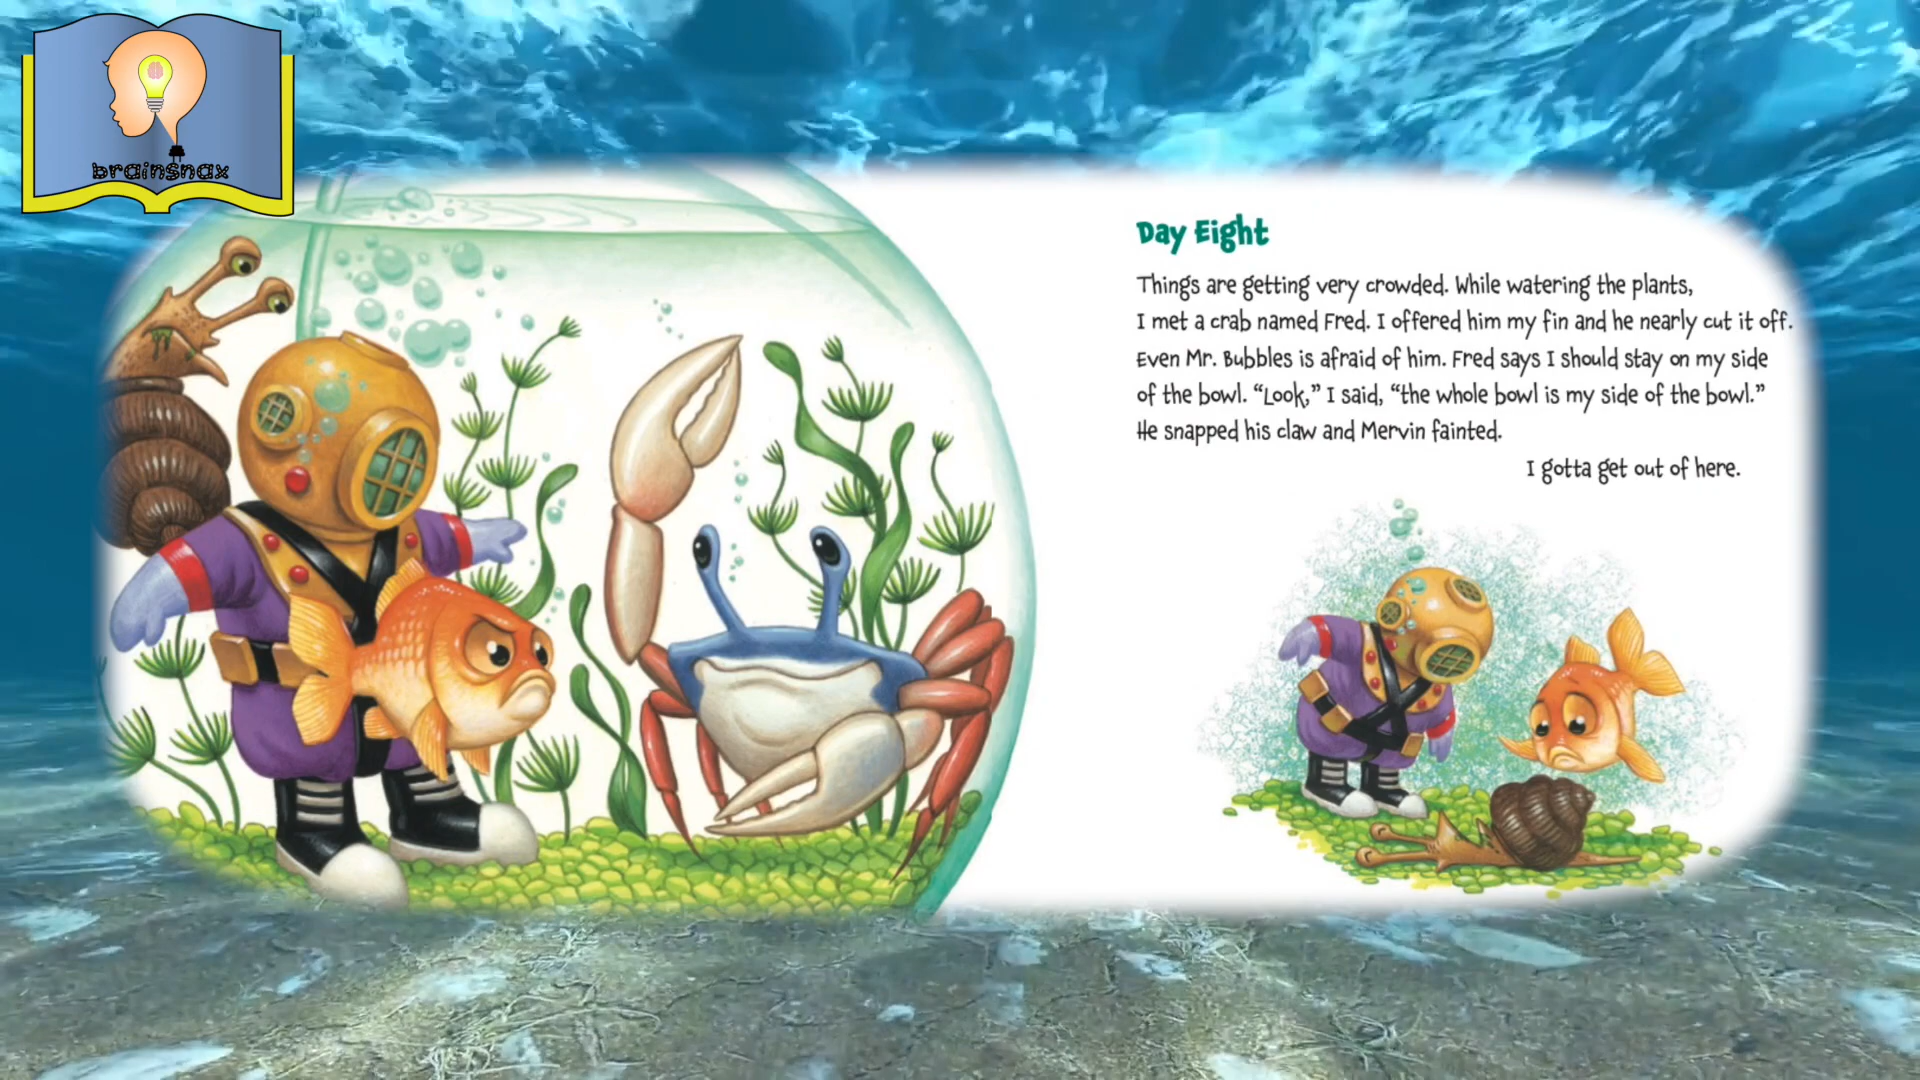 brainsnax
Day Eight
Things are getting very crowded. While watering the plants,
I met a crab named Fred. I offered him my fin and he nearly cut it off.
Even Mr. Bubbles is afraid of him. Fred says I should stay on my side
of the bowl. “Look,” I said, “the whole bowl is my side of the bowl.”
He snapped his claw and Mervin fainted.
I gotta get out of here.